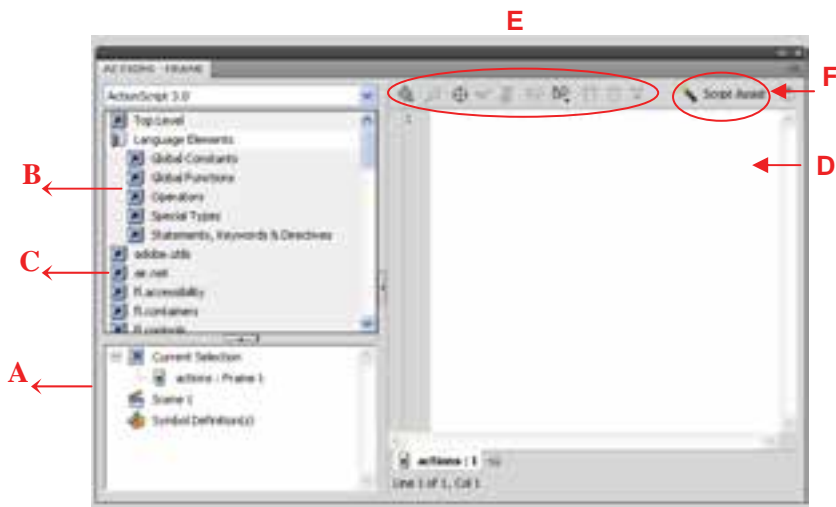 E
ACTIONS - FRAME
F
ActionScript 3.0
Script Assist
Top Level
1
Language Elements
Global Constants
D
B
Global Functions
Operators
Special Types
Statements, Keywords & Directives
adobe.utils
C
air.net
fl.accessibility
fl.containers
fl.controls
Current Selection
A
actions : Frame 1
Scene 1
Symbol Definition(s)
actions : 1
Line 1 of 1, Col 1